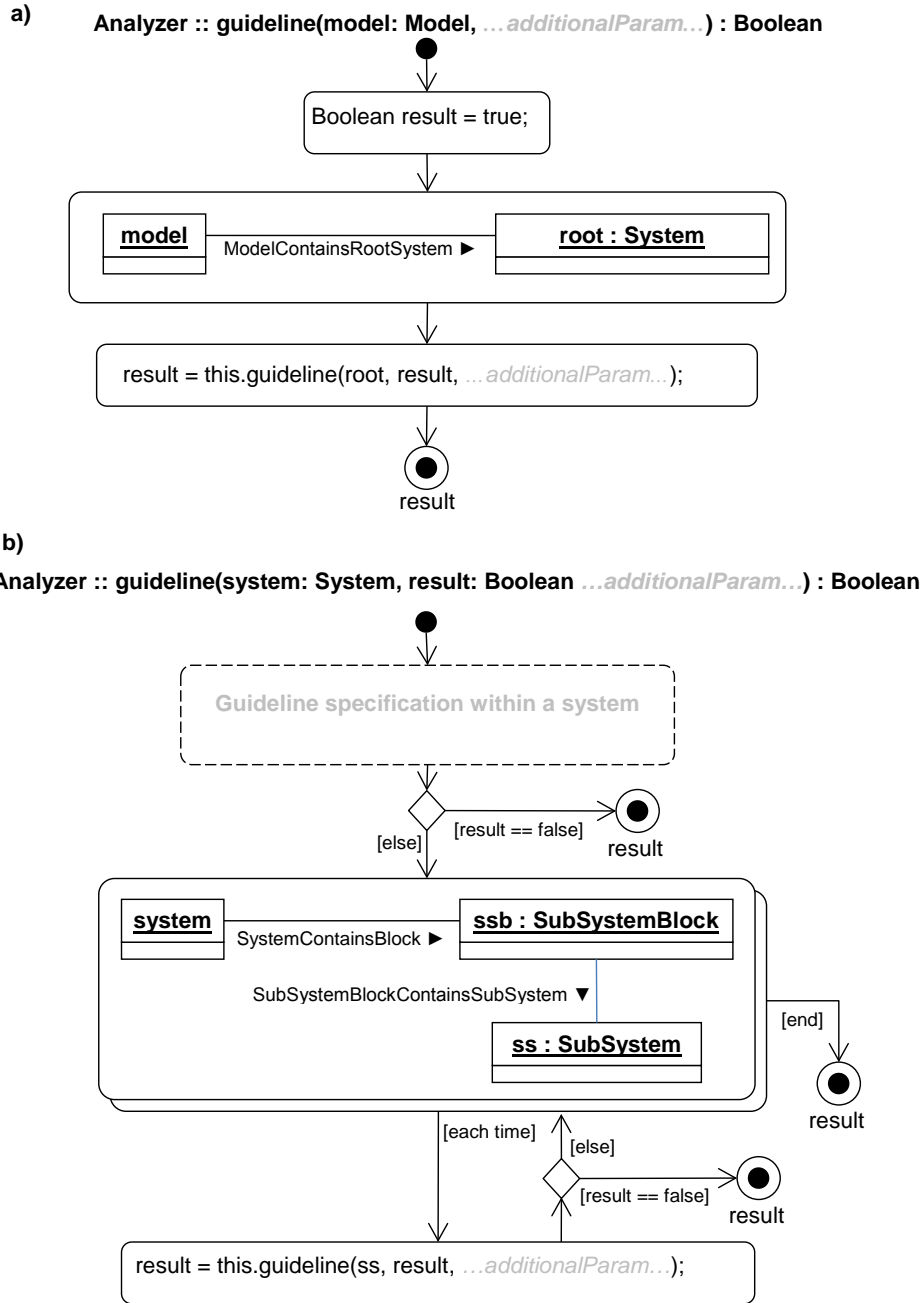 a)
Analyzer :: guideline(model: Model, …additionalParam…) : Boolean
Boolean result = true;
model
ModelContainsRootSystem ►
root : System
result = this.guideline(root, result, ...additionalParam...);
result
b)
Analyzer :: guideline(system: System, result: Boolean …additionalParam…) : Boolean
Guideline specification within a system
[else]
[result == false]
result
system
SystemContainsBlock ►
ssb : SubSystemBlock
SubSystemBlockContainsSubSystem ▼
ss : SubSystem
[end]
result
[each time]
[else]
[result == false]
result
result = this.guideline(ss, result, …additionalParam…);